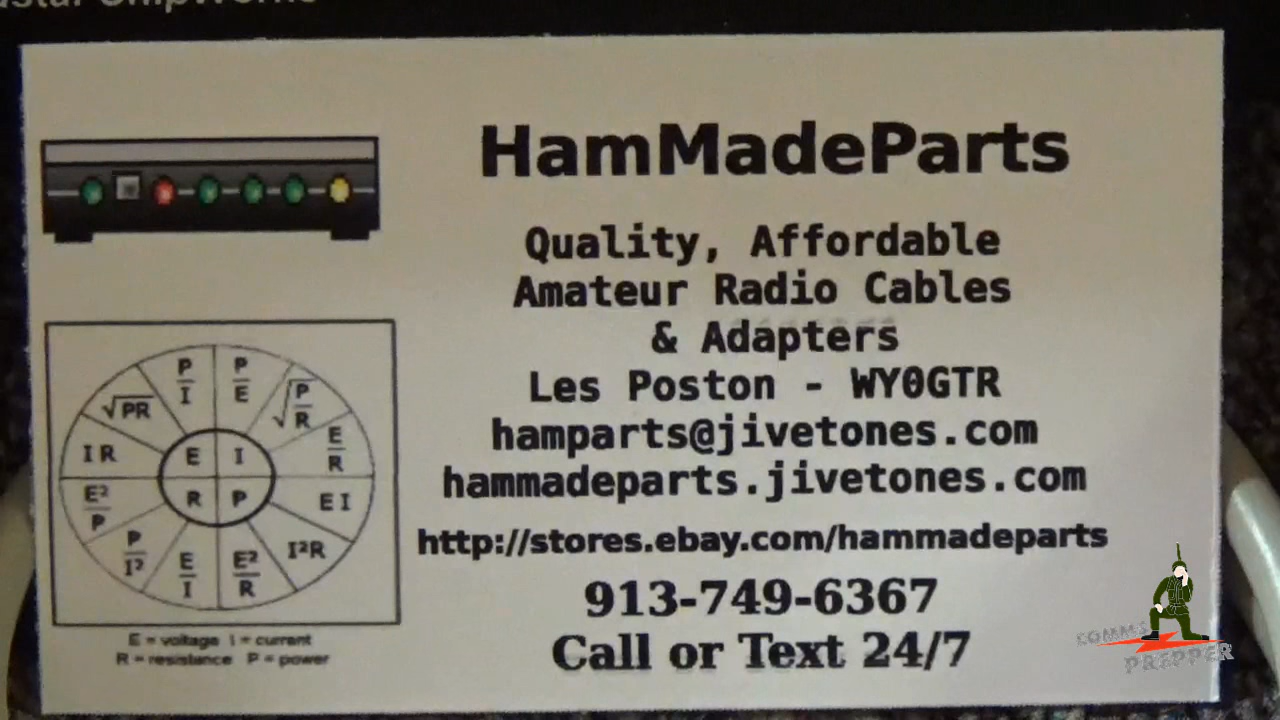 HamMadeParts
Quality, Affordable
Amateur Radio Cables
& Adapters
Les Poston - WY0GTR
hamparts@jivetones.com
hammadeparts.jivetones.com
http://stores.ebay.com/hammadeparts
913-749-6367
Call or Text 24/7
P/I P/E
√PR √P/R
I R E/R
E I
E R I P
E²/P EI
P/I² I²R
E/I E²/R
E = voltage I = current
R = resistance P = power
COMMS
PREPPER